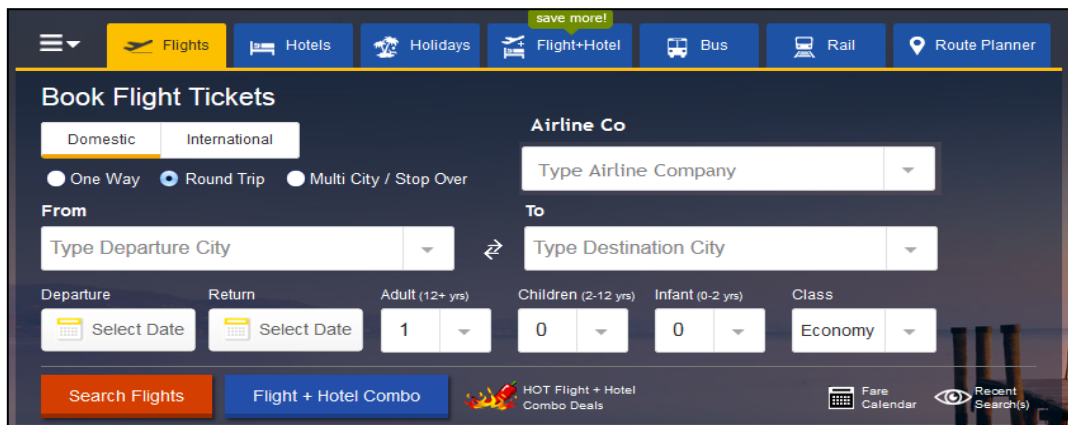 save more!
Flights Hotels Holidays Flight+Hotel Bus Rail Route Planner
Book Flight Tickets
Domestic International
Airline Co
Type Airline Company
One Way Round Trip Multi City / Stop Over
From To
Type Departure City Type Destination City
Departure Return Adult (12+ yrs) Children (2-12 yrs) Infant (0-2 yrs) Class
Select Date Select Date 1 0 0 Economy
Search Flights Flight + Hotel Combo
HOT Flight + Hotel
Combo Deals
Fare
Calendar
Recent
Search(s)